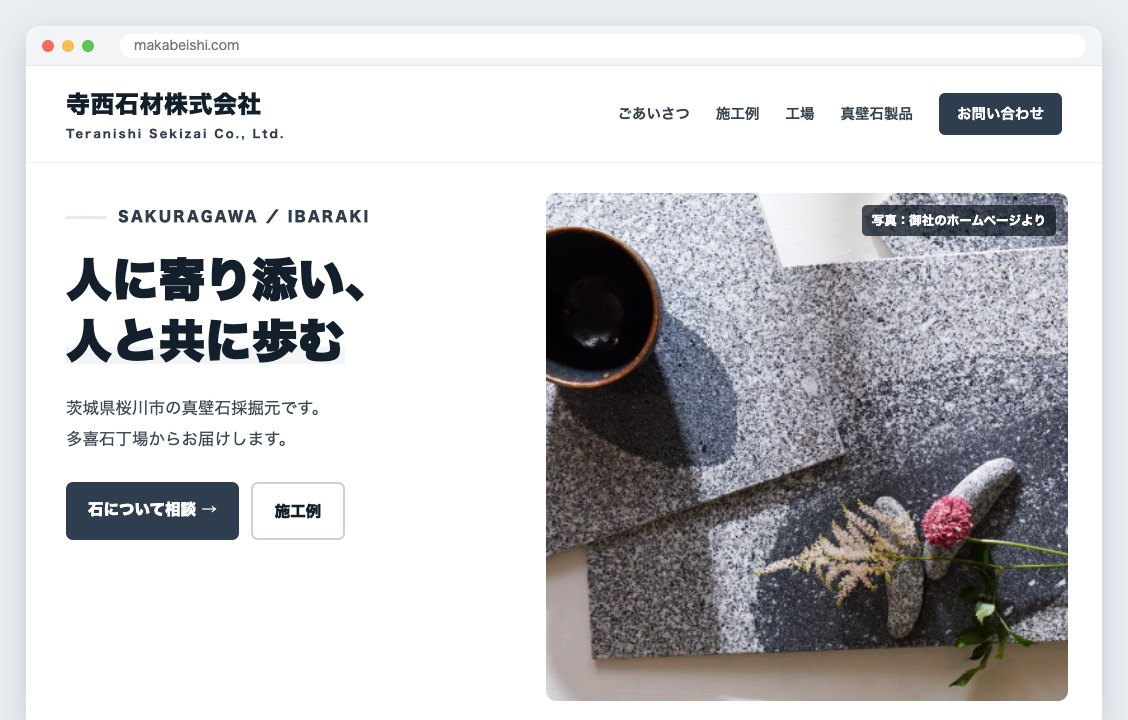 makabeishi.com
寺西石材株式会社
Teranishi Sekizai Co., Ltd.
ごあいさつ 施工例 工場 真壁石製品 お問い合わせ
SAKURAGAWA ／ IBARAKI
人に寄り添い、
人と共に歩む
茨城県桜川市の真壁石採掘元です。
多喜石丁場からお届けします。
石について相談 →
施工例
写真：御社のホームページより